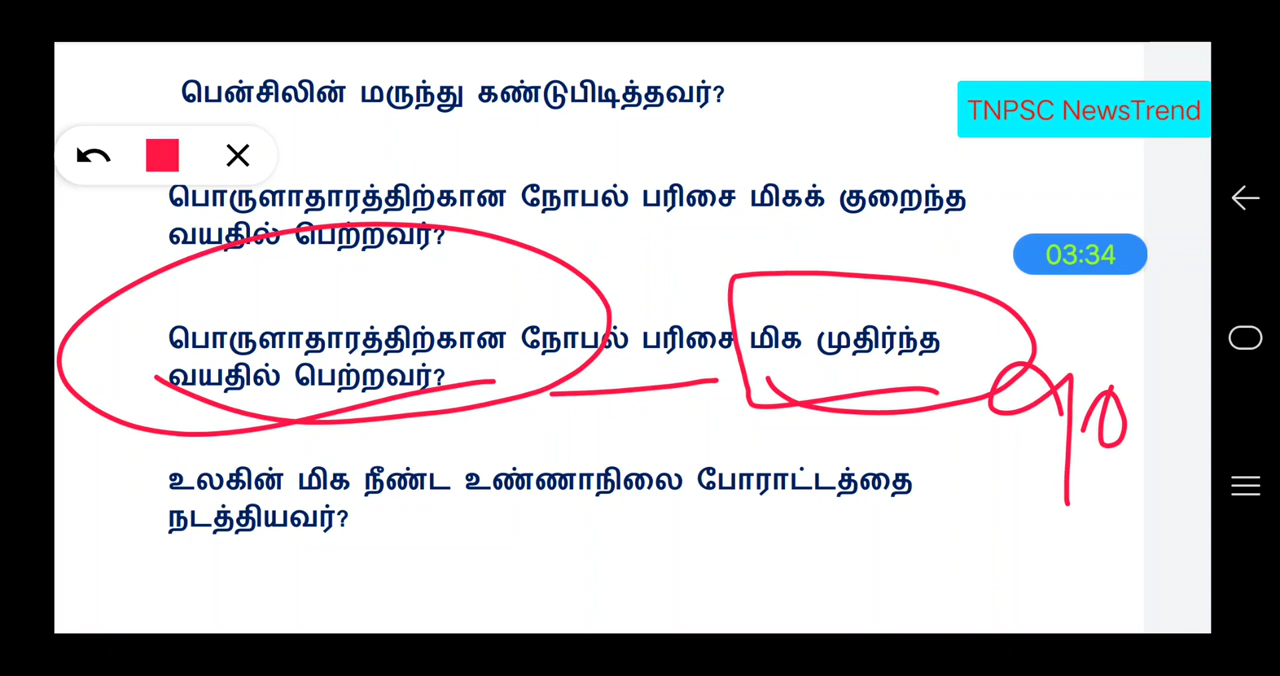 பென்சிலின் மருந்து கண்டுபிடித்தவர்?
TNPSC NewsTrend
பொருளாதாரத்திற்கான நோபல் பரிசை மிகக் குறைந்த
வயதில் பெற்றவர்?
03:34
பொருளாதாரத்திற்கான நோபல் பரிசை மிக முதிர்ந்த
வயதில் பெற்றவர்?
90
உலகின் மிக நீண்ட உண்ணாநிலை போராட்டத்தை
நடத்தியவர்?